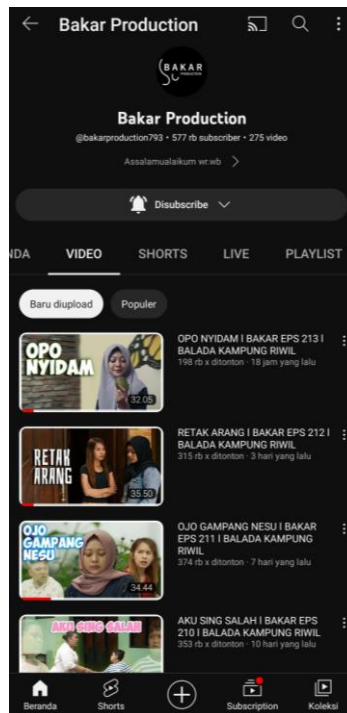 Bakar Production
BAKAR
PRODUCTION
Bakar Production
@bakarproduction793 • 577 rb subscriber • 275 video
Assalamualaikum wr.wb
Disubscribe
NDA VIDEO SHORTS LIVE PLAYLIST
Baru diupload Populer
OPO
NYIDAM
32.05
OPO NYIDAM I BAKAR EPS 213 I
BALADA KAMPUNG RIWIL
198 rb x ditonton · 18 jam yang lalu
RETAK
ARANG
35.50
RETAK ARANG I BAKAR EPS 212 I
BALADA KAMPUNG RIWIL
315 rb x ditonton · 3 hari yang lalu
OJO
GAMPANG
NESU
34.44
OJO GAMPANG NESU I BAKAR
EPS 211 I BALADA KAMPUNG
RIWIL
374 rb x ditonton · 7 hari yang lalu
AKU SING SALAH
AKU SING SALAH I BAKAR EPS
210 I BALADA KAMPUNG RIWIL
353 rb x ditonton · 10 hari yang lalu
Beranda Shorts Subscription Koleksi